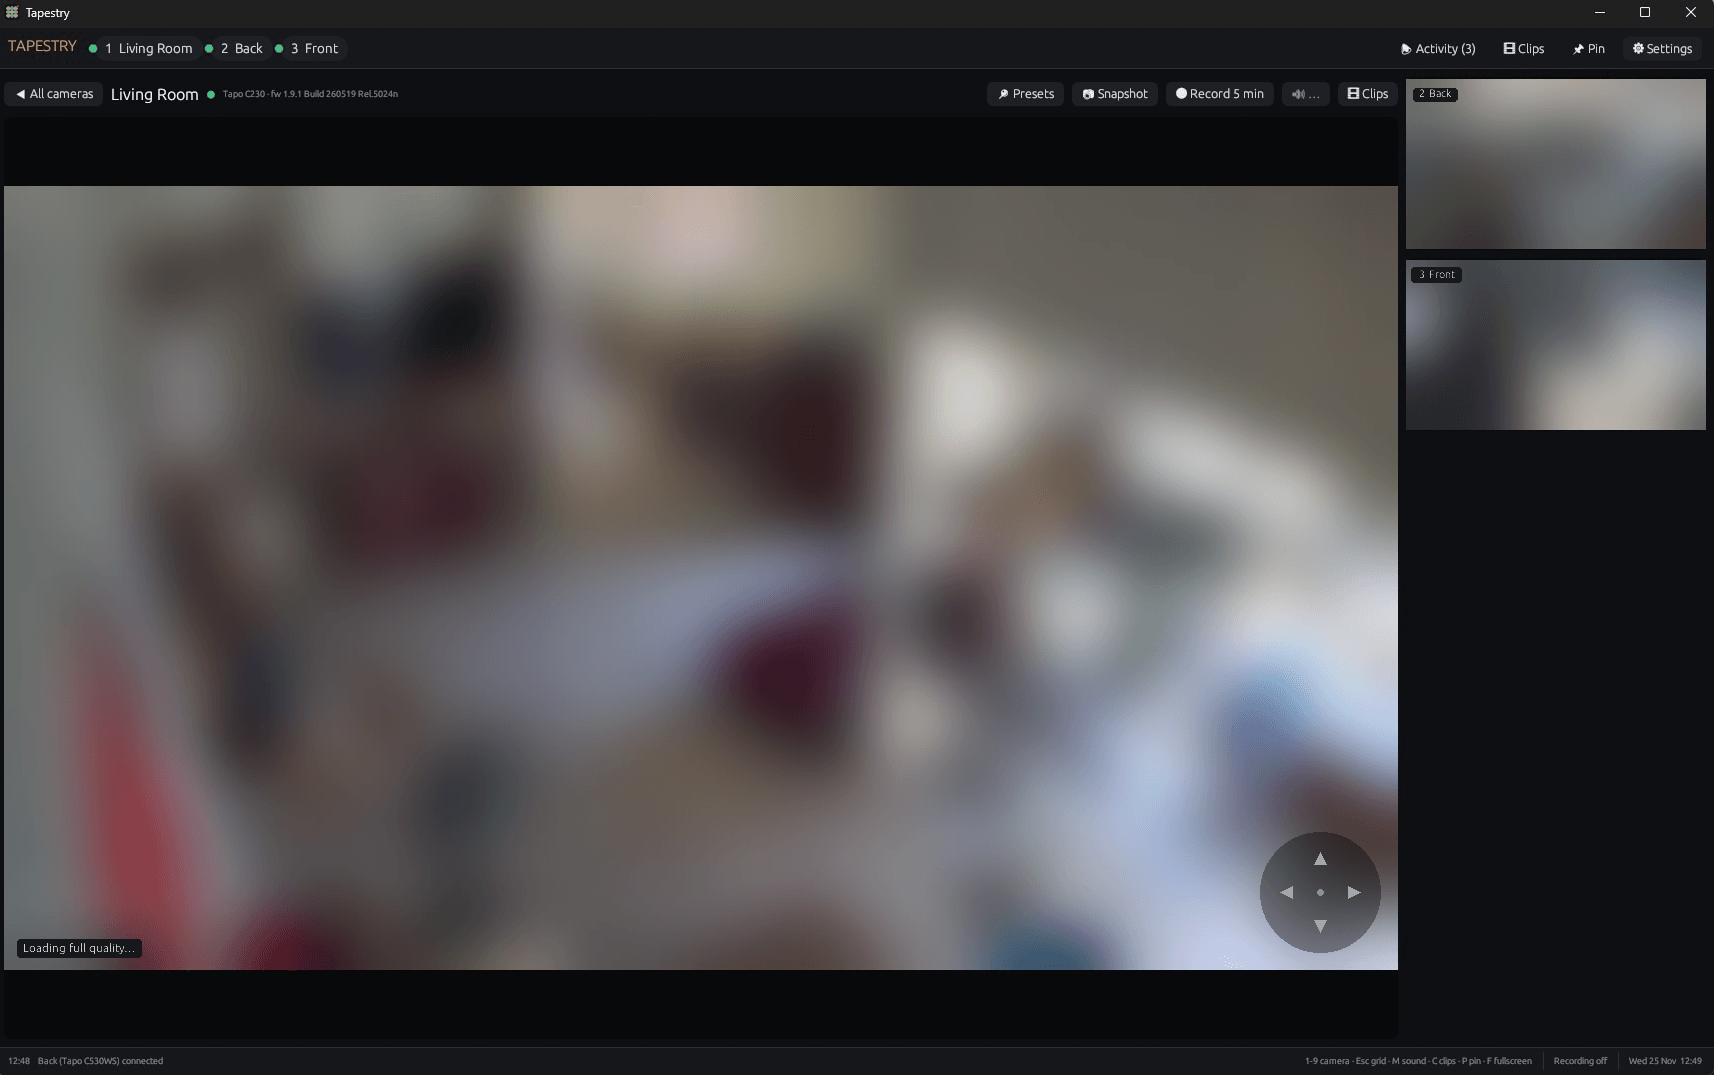 Tapestry
TAPESTRY 1 Living Room 2 Back 3 Front Activity (3) Clips Pin Settings
All cameras Living Room Tapo C230 · fw 1.9.1 Build 260519 Rel.5024n Presets Snapshot Record 5 min ... Clips
2 Back
3 Front
Loading full quality...
12:48 Back (Tapo C530WS) connected 1-9 camera · Esc grid · M sound · C clips · P pin · F fullscreen Recording off Wed 25 Nov 12:49